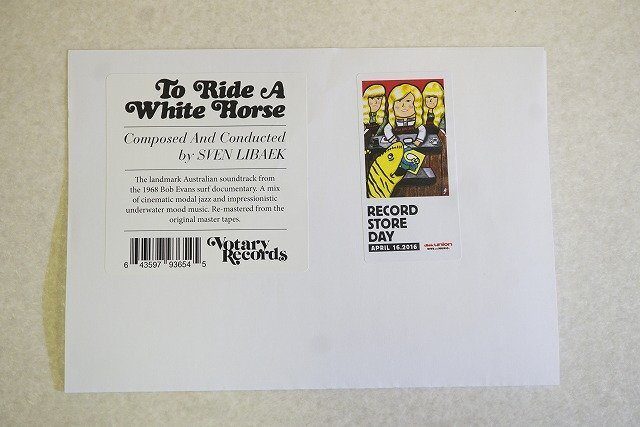 To Ride A
White Horse
Composed And Conducted
by SVEN LIBAEK
The landmark Australian soundtrack from
the 1968 Bob Evans surf documentary. A mix
of cinematic modal jazz and impressionistic
underwater mood music. Re-mastered from the
original master tapes.
6 43597 93654 5
Votary
Records
RECORD
STORE
DAY
APRIL 16.2016
disk union